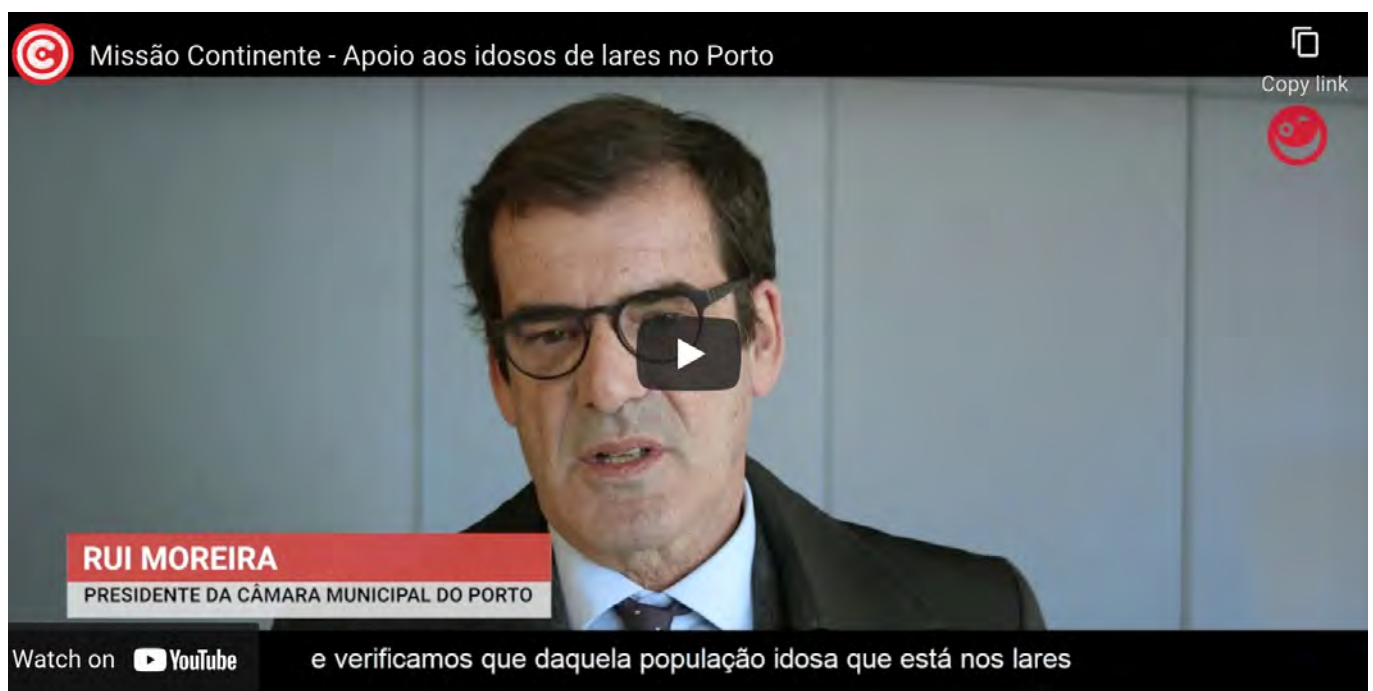 Missão Continente - Apoio aos idosos de lares no Porto
Copy link
RUI MOREIRA
PRESIDENTE DA CÂMARA MUNICIPAL DO PORTO
Watch on YouTube
e verificamos que daquela população idosa que está nos lares